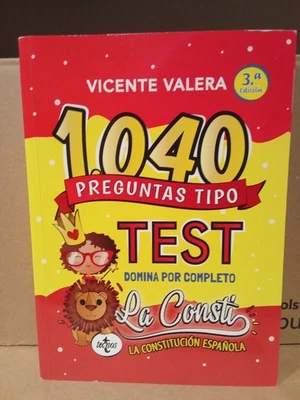 VICENTE VALERA
3.ª
Edición
1.040
PREGUNTAS TIPO
TEST
DOMINA POR COMPLETO
La Consti
LA CONSTITUCIÓN ESPAÑOLA
tecnos